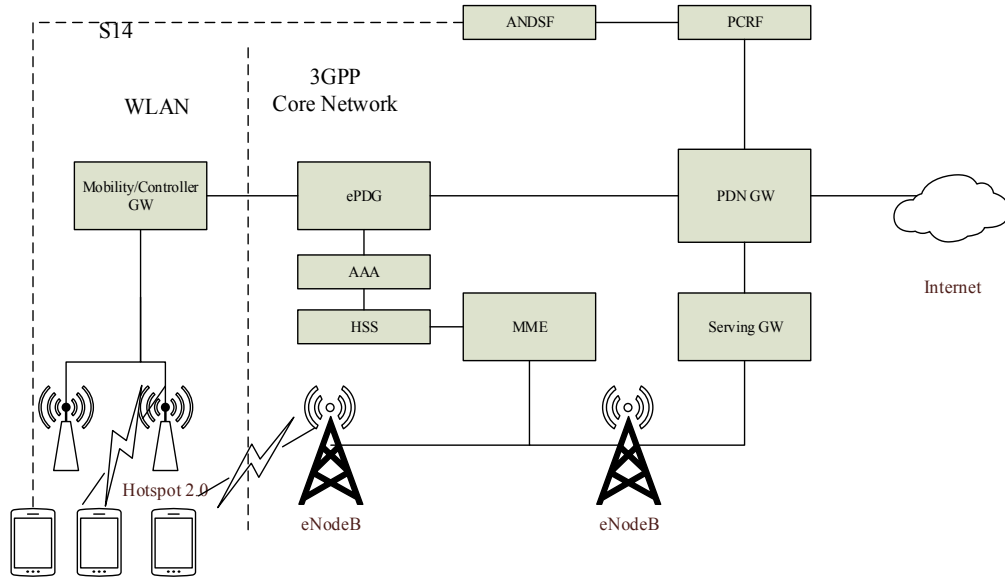 ANDSF
PCRF
S14
3GPP
Core Network
WLAN
Mobility/Controller
GW
ePDG
PDN GW
AAA
Internet
HSS
MME
Serving GW
Hotspot 2.0
eNodeB
eNodeB